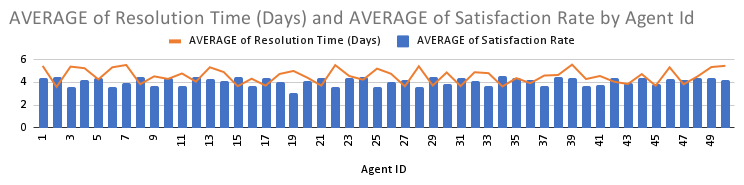 AVERAGE of Resolution Time (Days) and AVERAGE of Satisfaction Rate by Agent Id
AVERAGE of Resolution Time (Days) AVERAGE of Satisfaction Rate
6
4
2
0
1 3 5 7 9 11 13 15 17 19 21 23 25 27 29 31 33 35 37 39 41 43 45 47 49
Agent ID